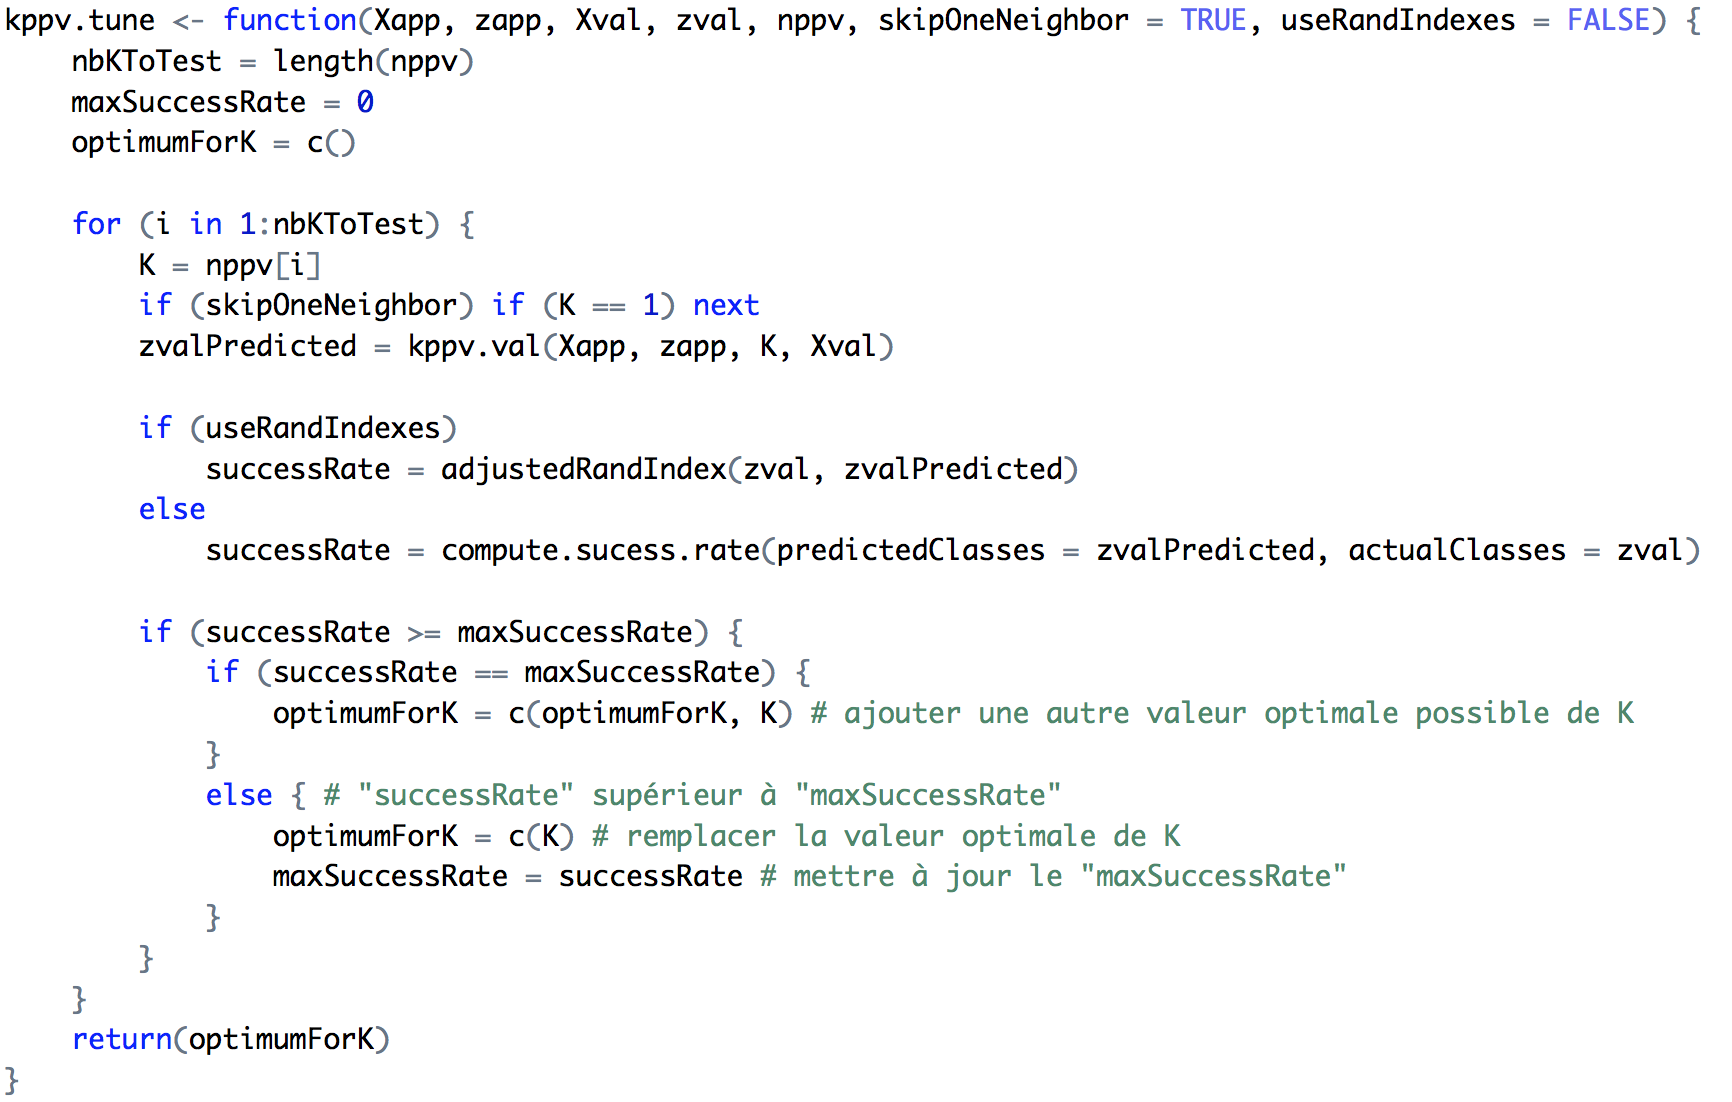 kppv.tune <- function(Xapp, zapp, Xval, zval, nppv, skipOneNeighbor = TRUE, useRandIndexes = FALSE) {
    nbKToTest = length(nppv)
    maxSuccessRate = 0
    optimumForK = c()

    for (i in 1:nbKToTest) {
        K = nppv[i]
        if (skipOneNeighbor) if (K == 1) next
        zvalPredicted = kppv.val(Xapp, zapp, K, Xval)

        if (useRandIndexes)
            successRate = adjustedRandIndex(zval, zvalPredicted)
        else
            successRate = compute.sucess.rate(predictedClasses = zvalPredicted, actualClasses = zval)

        if (successRate >= maxSuccessRate) {
            if (successRate == maxSuccessRate) {
                optimumForK = c(optimumForK, K) # ajouter une autre valeur optimale possible de K
            }
            else { # "successRate" supérieur à "maxSuccessRate"
                optimumForK = c(K) # remplacer la valeur optimale de K
                maxSuccessRate = successRate # mettre à jour le "maxSuccessRate"
            }
        }
    }
    return(optimumForK)
}